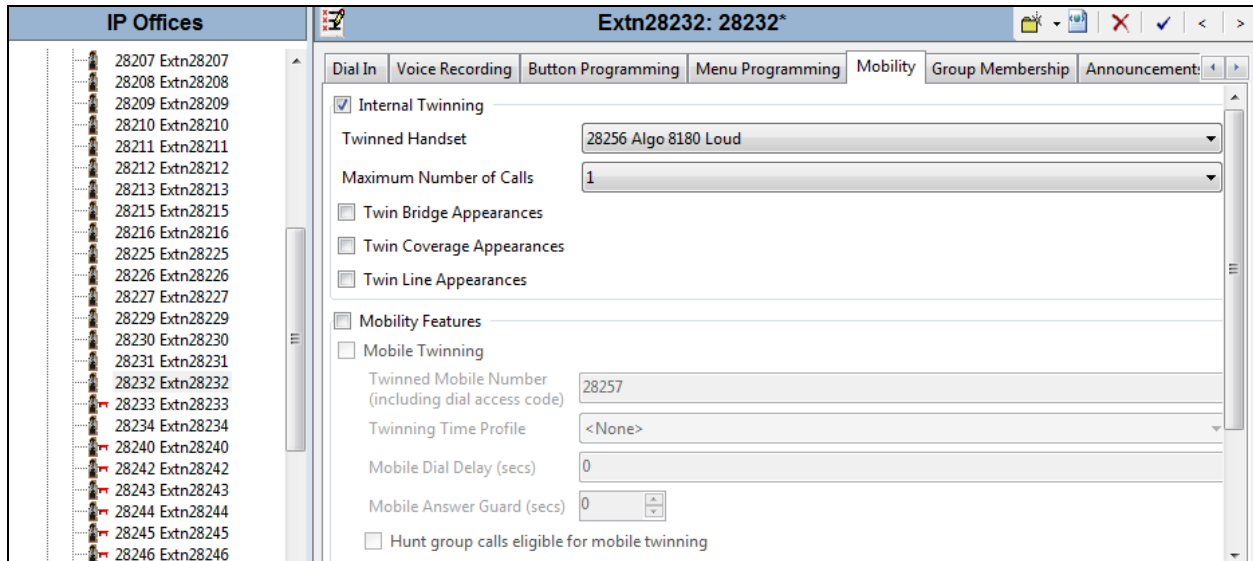 IP Offices
28207 Extn28207
28208 Extn28208
28209 Extn28209
28210 Extn28210
28211 Extn28211
28212 Extn28212
28213 Extn28213
28215 Extn28215
28216 Extn28216
28225 Extn28225
28226 Extn28226
28227 Extn28227
28229 Extn28229
28230 Extn28230
28231 Extn28231
28232 Extn28232
28233 Extn28233
28234 Extn28234
28240 Extn28240
28242 Extn28242
28243 Extn28243
28244 Extn28244
28245 Extn28245
28246 Extn28246
Extn28232: 28232*
Dial In Voice Recording Button Programming Menu Programming Mobility Group Membership Announcements
Internal Twinning
Twinned Handset 28256 Algo 8180 Loud
Maximum Number of Calls 1
Twin Bridge Appearances
Twin Coverage Appearances
Twin Line Appearances
Mobility Features
Mobile Twinning
Twinned Mobile Number
(including dial access code) 28257
Twinning Time Profile <None>
Mobile Dial Delay (secs) 0
Mobile Answer Guard (secs) 0
Hunt group calls eligible for mobile twinning